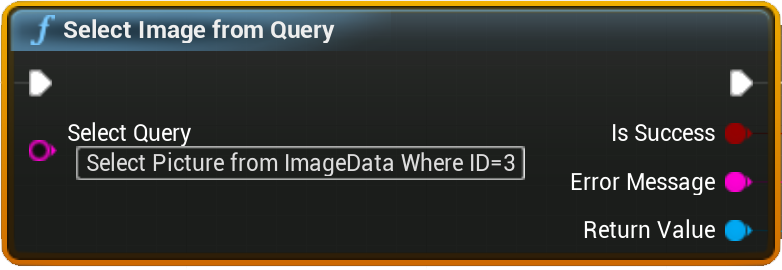 f Select Image from Query
Select Query
Select Picture from ImageData Where ID=3
Is Success
Error Message
Return Value